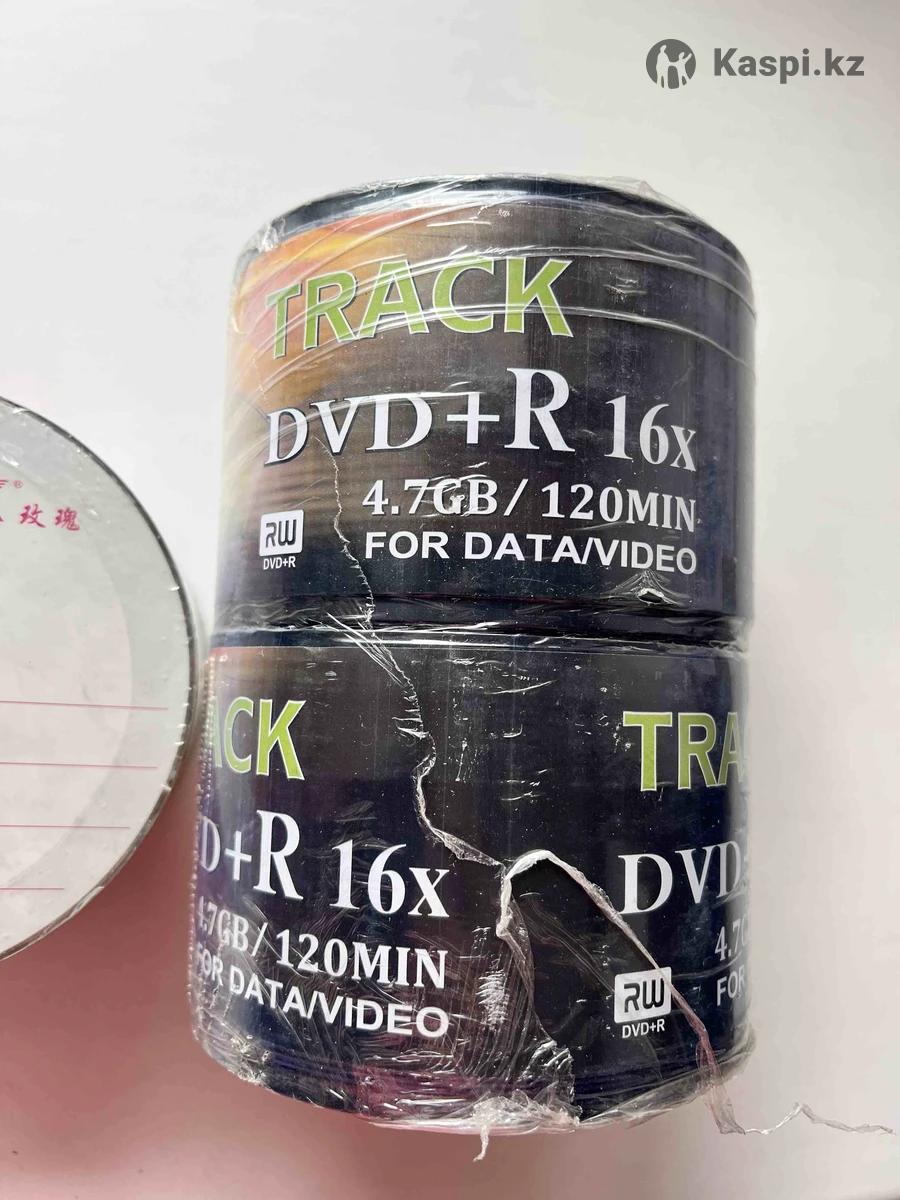 Kaspi.kz
TRACK
DVD+R 16x
4.7GB/120MIN
FOR DATA/VIDEO
RW
DVD+R
玫瑰
ACK
D+R 16x
4.7GB/120MIN
FOR DATA/VIDEO
TRA
DVD
4.7
FOR
RW
DVD+R